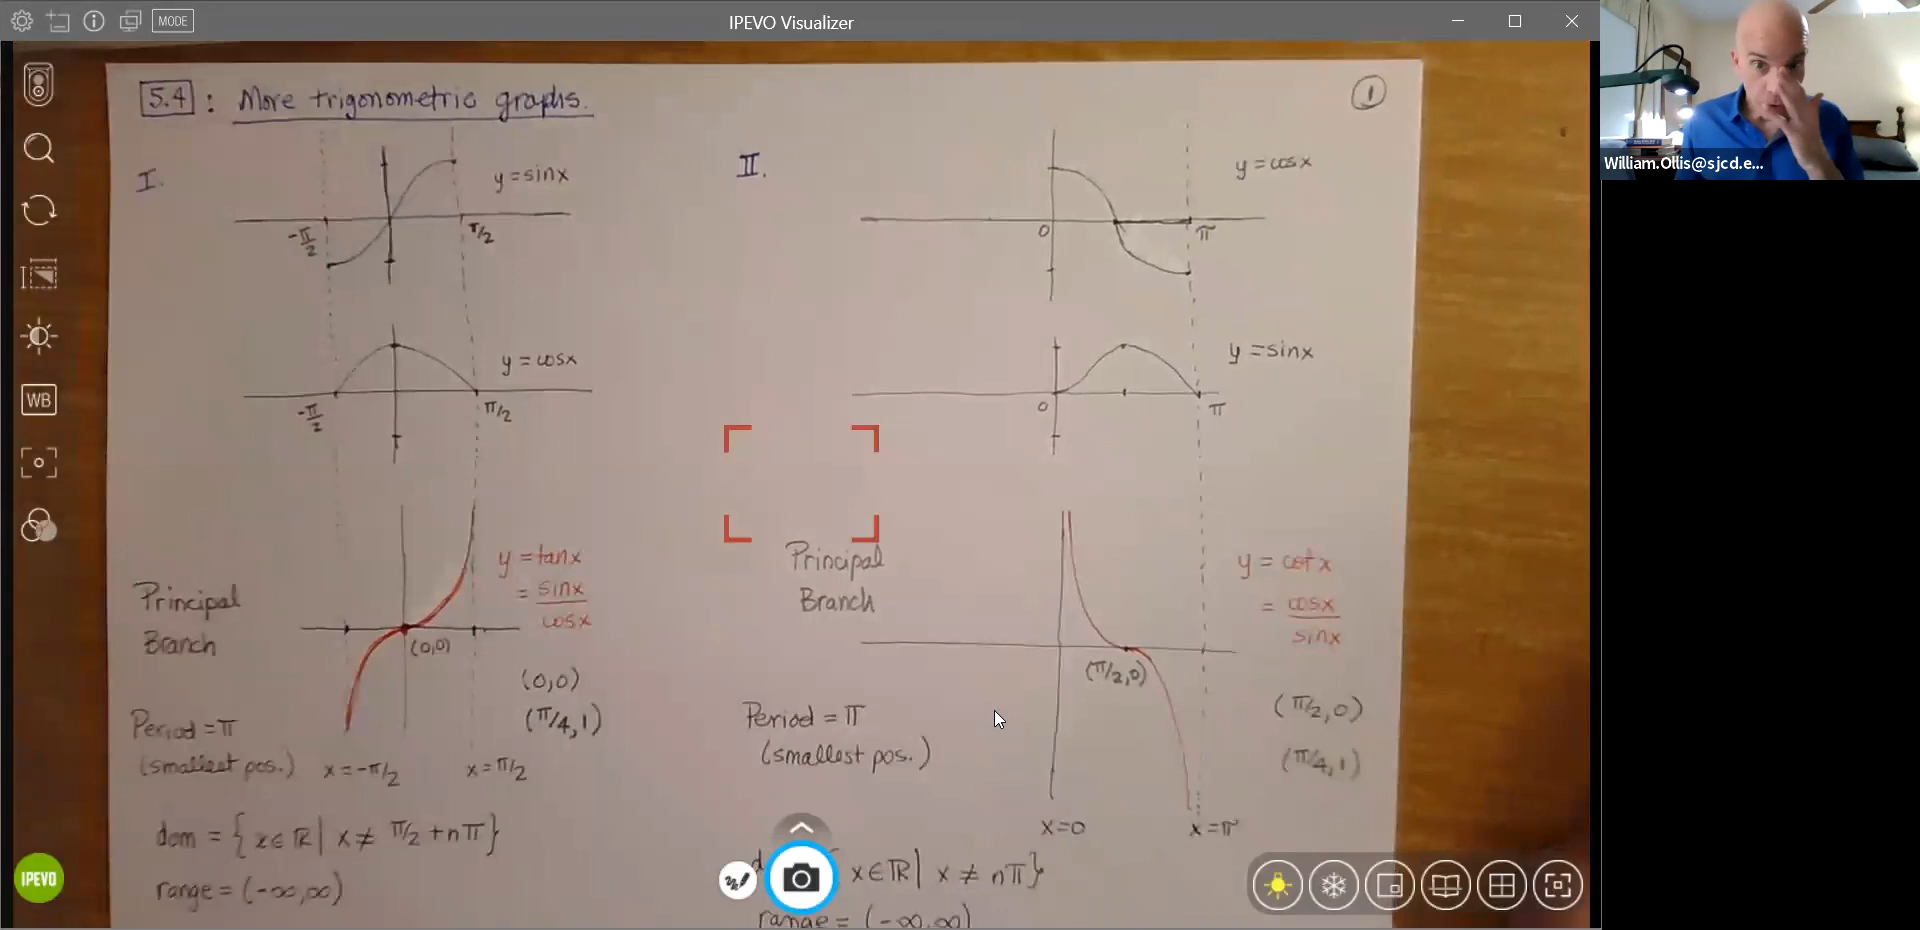 MODE
IPEVO Visualizer
William.Ollis@sjcd.e...
WB
IPEVO
5.4 : More trigonometric graphs.
1
I.
y = sinx
-π/2
π/2
y = cosx
-π/2
π/2
y = tanx
= sinx/cosx
Principal
Branch
(0,0)
(0,0)
(π/4,1)
Period = π
(smallest pos.)
x = -π/2
x = π/2
dom = {x∈ℝ| x ≠ π/2 + nπ}
range = (-∞,∞)
II.
y = cosx
0
π
y = sinx
0
π
Principal
Branch
y = cotx
= cosx/sinx
(π/2,0)
(π/2,0)
(π/4,1)
Period = π
(smallest pos.)
x=0
x=π
x∈ℝ| x ≠ nπ}
range = (-∞,∞)